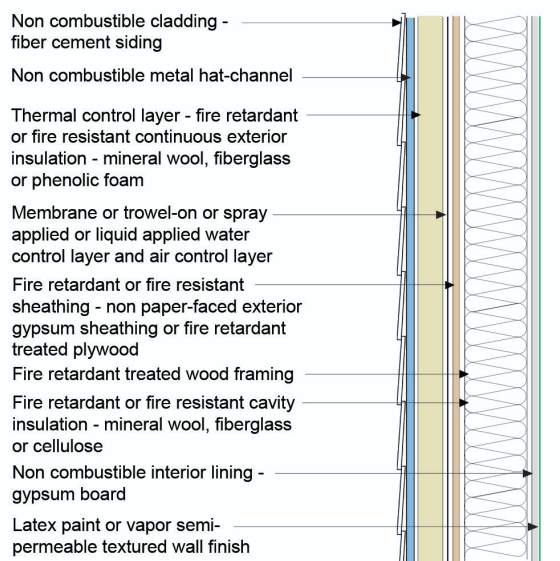 Non combustible cladding -
fiber cement siding
Non combustible metal hat-channel
Thermal control layer - fire retardant
or fire resistant continuous exterior
insulation - mineral wool, fiberglass
or phenolic foam
Membrane or trowel-on or spray
applied or liquid applied water
control layer and air control layer
Fire retardant or fire resistant
sheathing - non paper-faced exterior
gypsum sheathing or fire retardant
treated plywood
Fire retardant treated wood framing
Fire retardant or fire resistant cavity
insulation - mineral wool, fiberglass
or cellulose
Non combustible interior lining -
gypsum board
Latex paint or vapor semi-
permeable textured wall finish